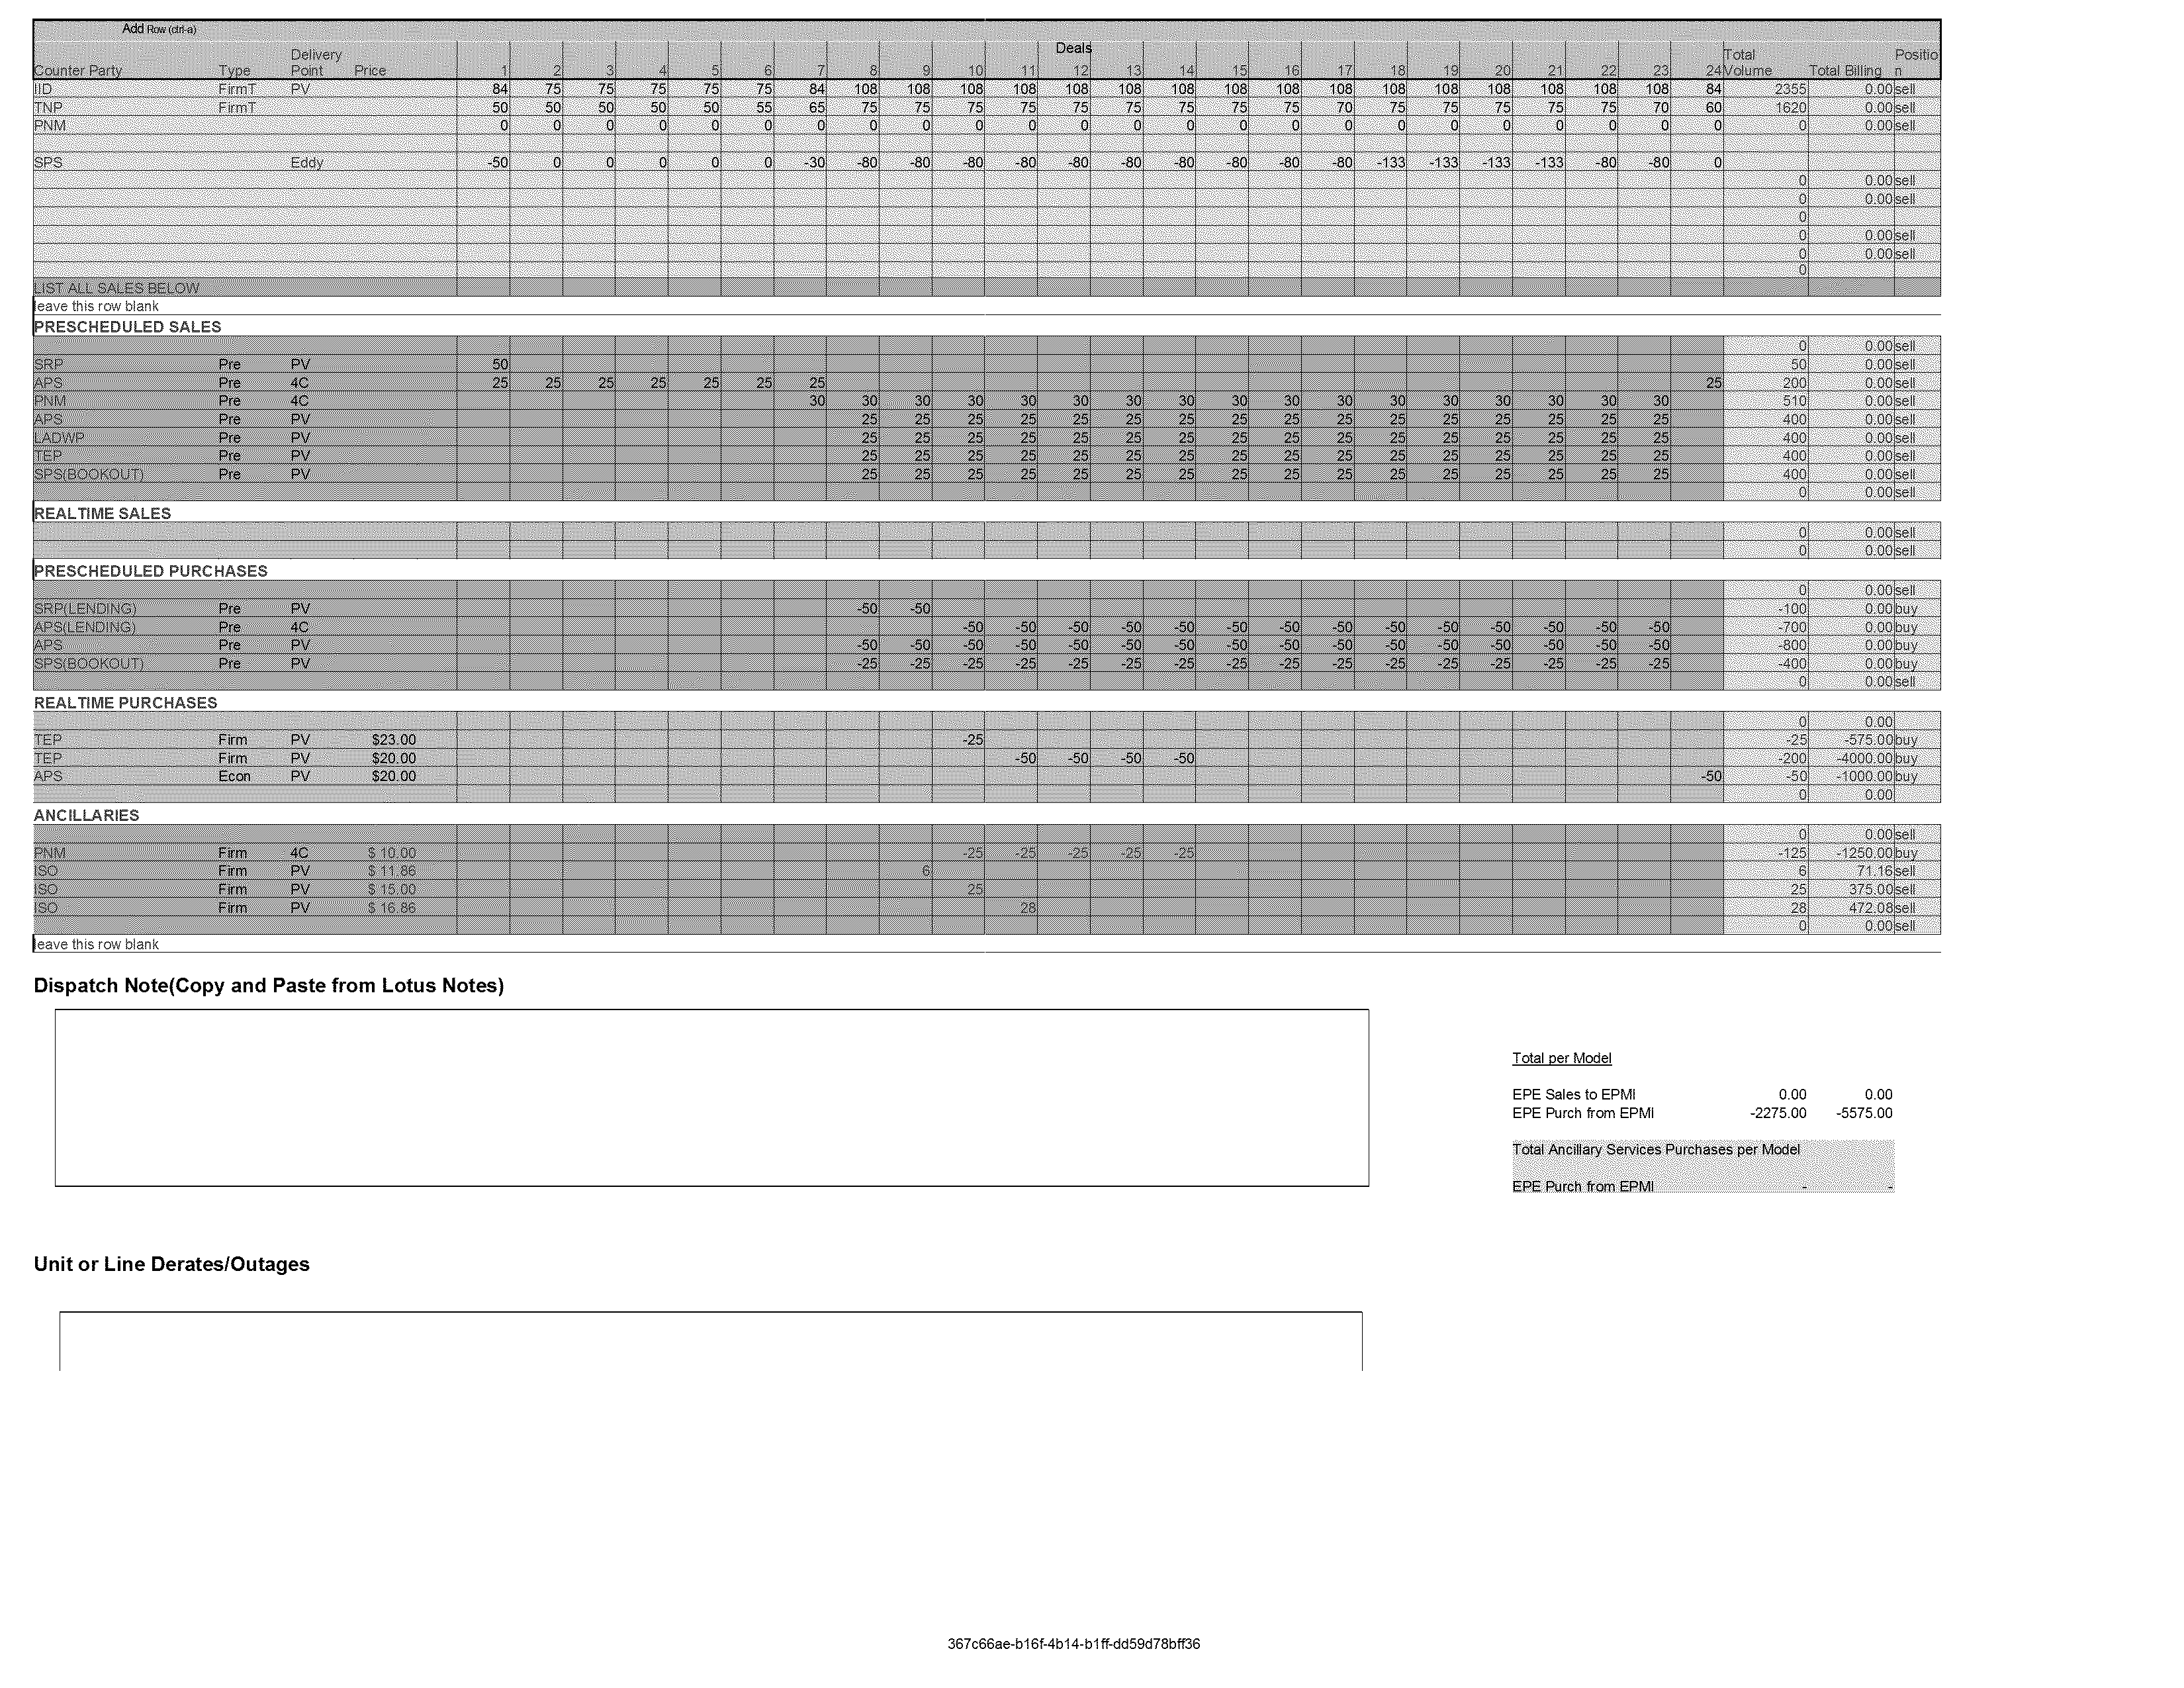 Add Row (ctrl-a)
Deals
Counter Party Type Delivery Point Price 1 2 3 4 5 6 7 8 9 10 11 12 13 14 15 16 17 18 19 20 21 22 23 24 Total Volume Total Billing Positio n
IID FirmT PV 84 75 75 75 75 75 84 108 108 108 108 108 108 108 108 108 108 108 108 108 108 108 108 84 2355 0.00 sell
TNP FirmT 50 50 50 50 50 55 65 75 75 75 75 75 75 75 75 75 70 75 75 75 75 75 70 60 1620 0.00 sell
PNM 0 0 0 0 0 0 0 0 0 0 0 0 0 0 0 0 0 0 0 0 0 0 0 0 0 0.00 sell
SPS Eddy -50 0 0 0 0 0 -30 -80 -80 -80 -80 -80 -80 -80 -80 -80 -80 -133 -133 -133 -133 -80 -80 0
0 0.00 sell
0 0.00 sell
0
0 0.00 sell
0 0.00 sell
0
LIST ALL SALES BELOW
leave this row blank
PRESCHEDULED SALES
0 0.00 sell
SRP Pre PV 50 50 0.00 sell
APS Pre 4C 25 25 25 25 25 25 25 25 200 0.00 sell
PNM Pre 4C 30 30 30 30 30 30 30 30 30 30 30 30 30 30 30 30 30 510 0.00 sell
APS Pre PV 25 25 25 25 25 25 25 25 25 25 25 25 25 25 25 25 400 0.00 sell
LADWP Pre PV 25 25 25 25 25 25 25 25 25 25 25 25 25 25 25 25 400 0.00 sell
TEP Pre PV 25 25 25 25 25 25 25 25 25 25 25 25 25 25 25 25 400 0.00 sell
SPS(BOOKOUT) Pre PV 25 25 25 25 25 25 25 25 25 25 25 25 25 25 25 25 400 0.00 sell
0 0.00 sell
REALTIME SALES
0 0.00 sell
0 0.00 sell
PRESCHEDULED PURCHASES
0 0.00 sell
SRP(LENDING) Pre PV -50 -50 -100 0.00 buy
APS(LENDING) Pre 4C -50 -50 -50 -50 -50 -50 -50 -50 -50 -50 -50 -50 -50 -50 -700 0.00 buy
APS Pre PV -50 -50 -50 -50 -50 -50 -50 -50 -50 -50 -50 -50 -50 -50 -50 -50 -800 0.00 buy
SPS(BOOKOUT) Pre PV -25 -25 -25 -25 -25 -25 -25 -25 -25 -25 -25 -25 -25 -25 -25 -25 -400 0.00 buy
0 0.00 sell
REALTIME PURCHASES
0 0.00
TEP Firm PV $23.00 -25 -25 -575.00 buy
TEP Firm PV $20.00 -50 -50 -50 -50 -200 -4000.00 buy
APS Econ PV $20.00 -50 -50 -1000.00 buy
0 0.00
ANCILLARIES
0 0.00 sell
PNM Firm 4C $ 10.00 -25 -25 -25 -25 -25 -125 -1250.00 buy
ISO Firm PV $ 11.86 6 6 71.16 sell
ISO Firm PV $ 15.00 25 25 375.00 sell
ISO Firm PV $ 16.86 28 28 472.08 sell
0 0.00 sell
leave this row blank
Dispatch Note(Copy and Paste from Lotus Notes)
Total per Model
EPE Sales to EPMI 0.00 0.00
EPE Purch from EPMI -2275.00 -5575.00
Total Ancillary Services Purchases per Model
EPE Purch from EPMI - -
Unit or Line Derates/Outages
367c66ae-b16f-4b14-b1ff-dd59d78bff36